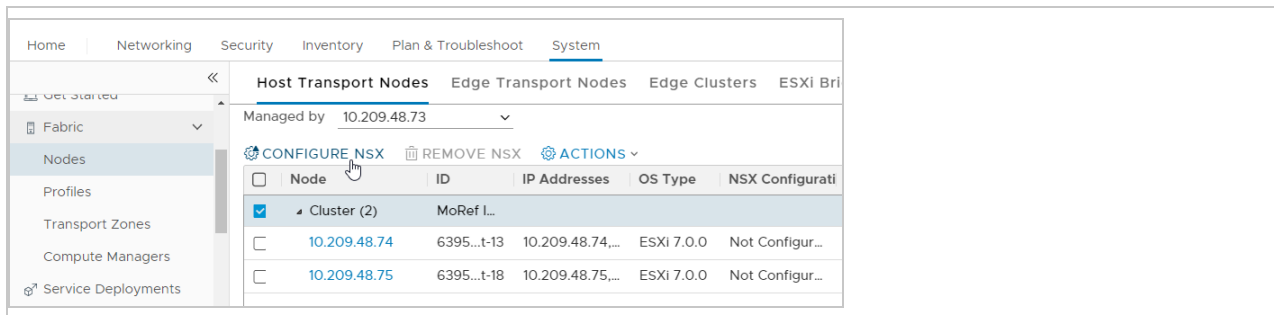 Home Networking Security Inventory Plan & Troubleshoot System
«
Get Started
Fabric
Nodes
Profiles
Transport Zones
Compute Managers
Service Deployments
Host Transport Nodes Edge Transport Nodes Edge Clusters ESXi Bri
Managed by 10.209.48.73
CONFIGURE NSX REMOVE NSX ACTIONS
Node ID IP Addresses OS Type NSX Configurati
Cluster (2) MoRef I...
10.209.48.74 6395...t-13 10.209.48.74,... ESXi 7.0.0 Not Configur...
10.209.48.75 6395...t-18 10.209.48.75,... ESXi 7.0.0 Not Configur...